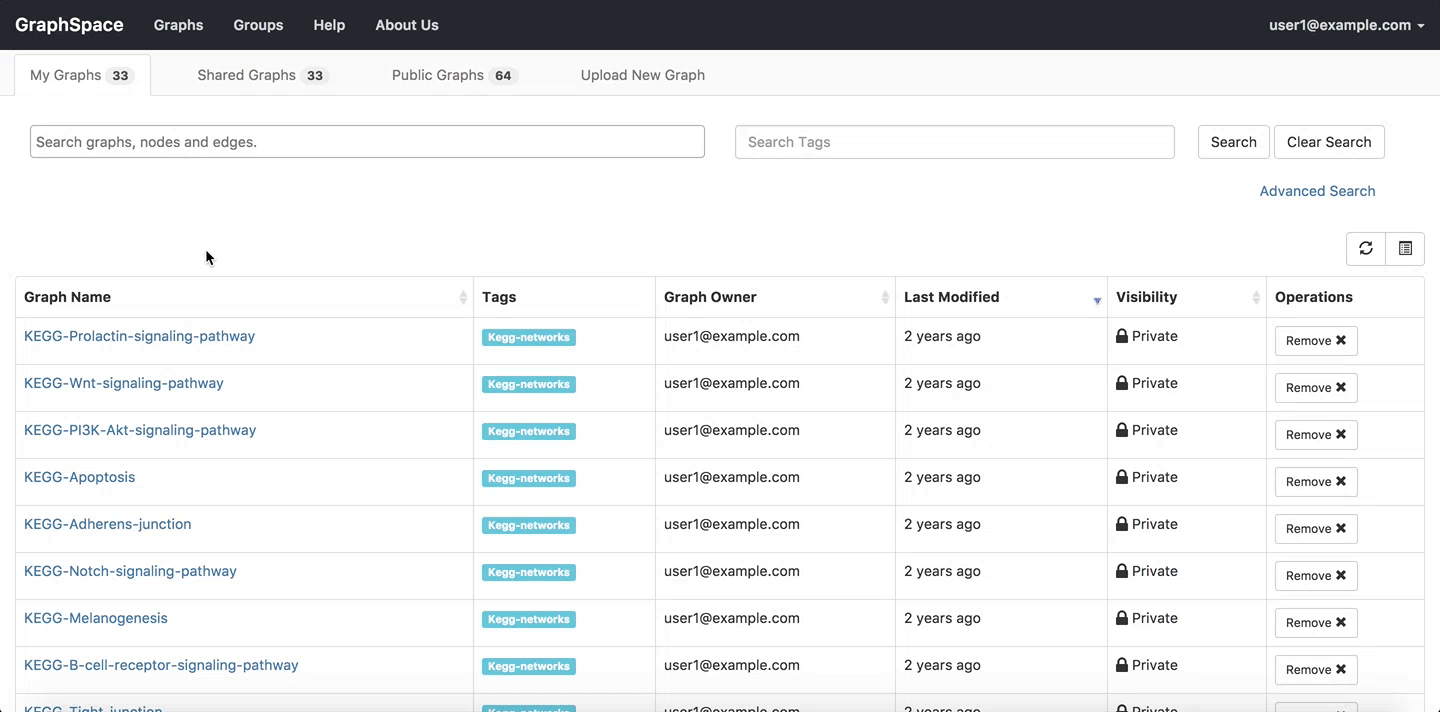 GraphSpace Graphs Groups Help About Us user1@example.com
My Graphs 33 Shared Graphs 33 Public Graphs 64 Upload New Graph
Search graphs, nodes and edges. Search Tags Search Clear Search
Advanced Search
Graph Name Tags Graph Owner Last Modified Visibility Operations
KEGG-Prolactin-signaling-pathway Kegg-networks user1@example.com 2 years ago Private Remove
KEGG-Wnt-signaling-pathway Kegg-networks user1@example.com 2 years ago Private Remove
KEGG-PI3K-Akt-signaling-pathway Kegg-networks user1@example.com 2 years ago Private Remove
KEGG-Apoptosis Kegg-networks user1@example.com 2 years ago Private Remove
KEGG-Adherens-junction Kegg-networks user1@example.com 2 years ago Private Remove
KEGG-Notch-signaling-pathway Kegg-networks user1@example.com 2 years ago Private Remove
KEGG-Melanogenesis Kegg-networks user1@example.com 2 years ago Private Remove
KEGG-B-cell-receptor-signaling-pathway Kegg-networks user1@example.com 2 years ago Private Remove
KEGG-Tight-junction Kegg-networks user1@example.com 2 years ago Private